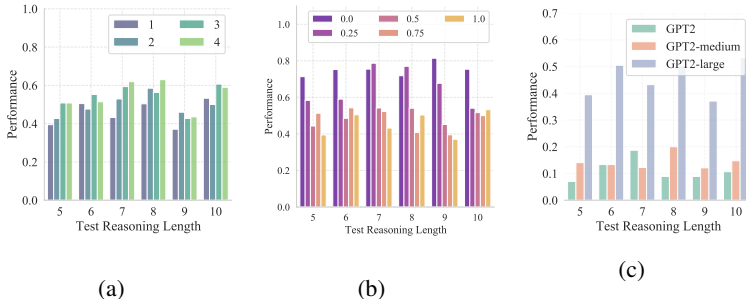 1 3
2 4
Performance
1.0
0.8
0.6
0.4
0.2
0.0
5 6 7 8 9 10
Test Reasoning Length
(a)
0.0 0.5 1.0
0.25 0.75
Performance
1.0
0.8
0.6
0.4
0.2
0.0
5 6 7 8 9 10
Test Reasoning Length
(b)
GPT2
GPT2-medium
GPT2-large
Performance
0.7
0.6
0.5
0.4
0.3
0.2
0.1
0.0
5 6 7 8 9 10
Test Reasoning Length
(c)